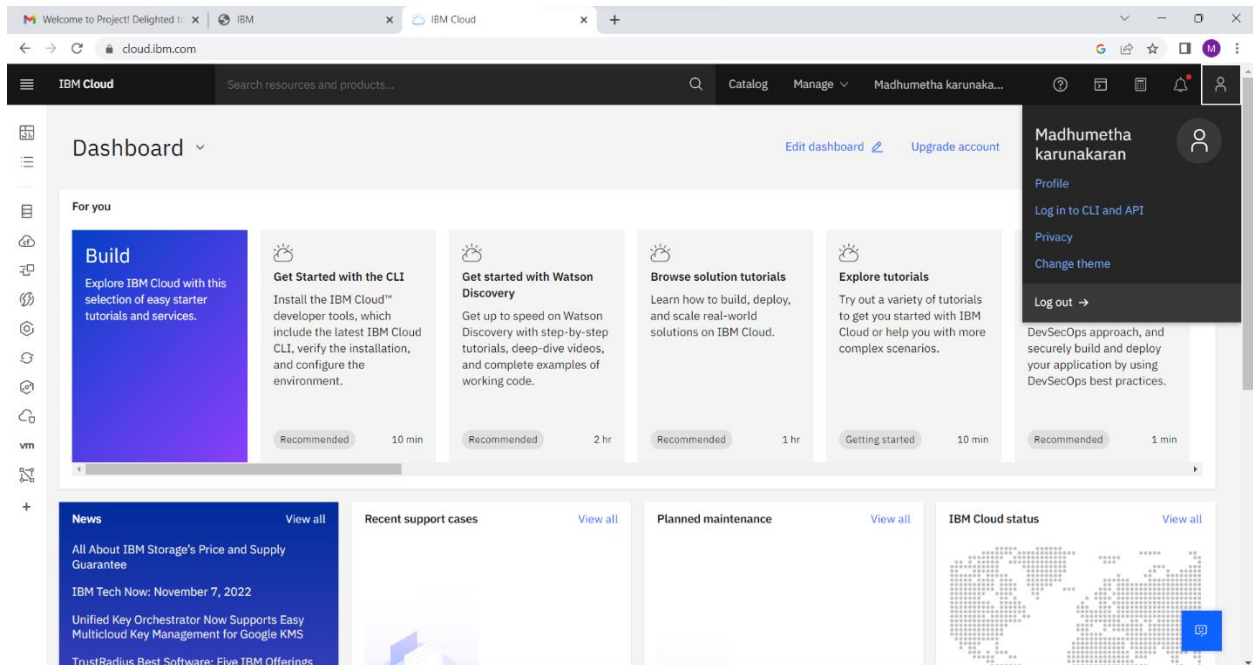 Welcome to Project! Delighted to
IBM
IBM Cloud
cloud.ibm.com
G
M
IBM Cloud
Search resources and products...
Catalog
Manage
Madhumetha karunaka...
Dashboard
Edit dashboard
Upgrade account
Madhumetha
karunakaran
Profile
Log in to CLI and API
Privacy
Change theme
Log out →
For you
Build
Explore IBM Cloud with this
selection of easy starter
tutorials and services.
Get Started with the CLI
Install the IBM Cloud™
developer tools, which
include the latest IBM Cloud
CLI, verify the installation,
and configure the
environment.
Recommended
10 min
Get started with Watson
Discovery
Get up to speed on Watson
Discovery with step-by-step
tutorials, deep-dive videos,
and complete examples of
working code.
Recommended
2 hr
Browse solution tutorials
Learn how to build, deploy,
and scale real-world
solutions on IBM Cloud.
Recommended
1 hr
Explore tutorials
Try out a variety of tutorials
to get you started with IBM
Cloud or help you with more
complex scenarios.
Getting started
10 min
DevSecOps approach, and
securely build and deploy
your application by using
DevSecOps best practices.
Recommended
1 min
vm
News
View all
All About IBM Storage's Price and Supply
Guarantee
IBM Tech Now: November 7, 2022
Unified Key Orchestrator Now Supports Easy
Multicloud Key Management for Google KMS
TrustRadius Best Software: Five IBM Offerings
Recent support cases
View all
Planned maintenance
View all
IBM Cloud status
View all